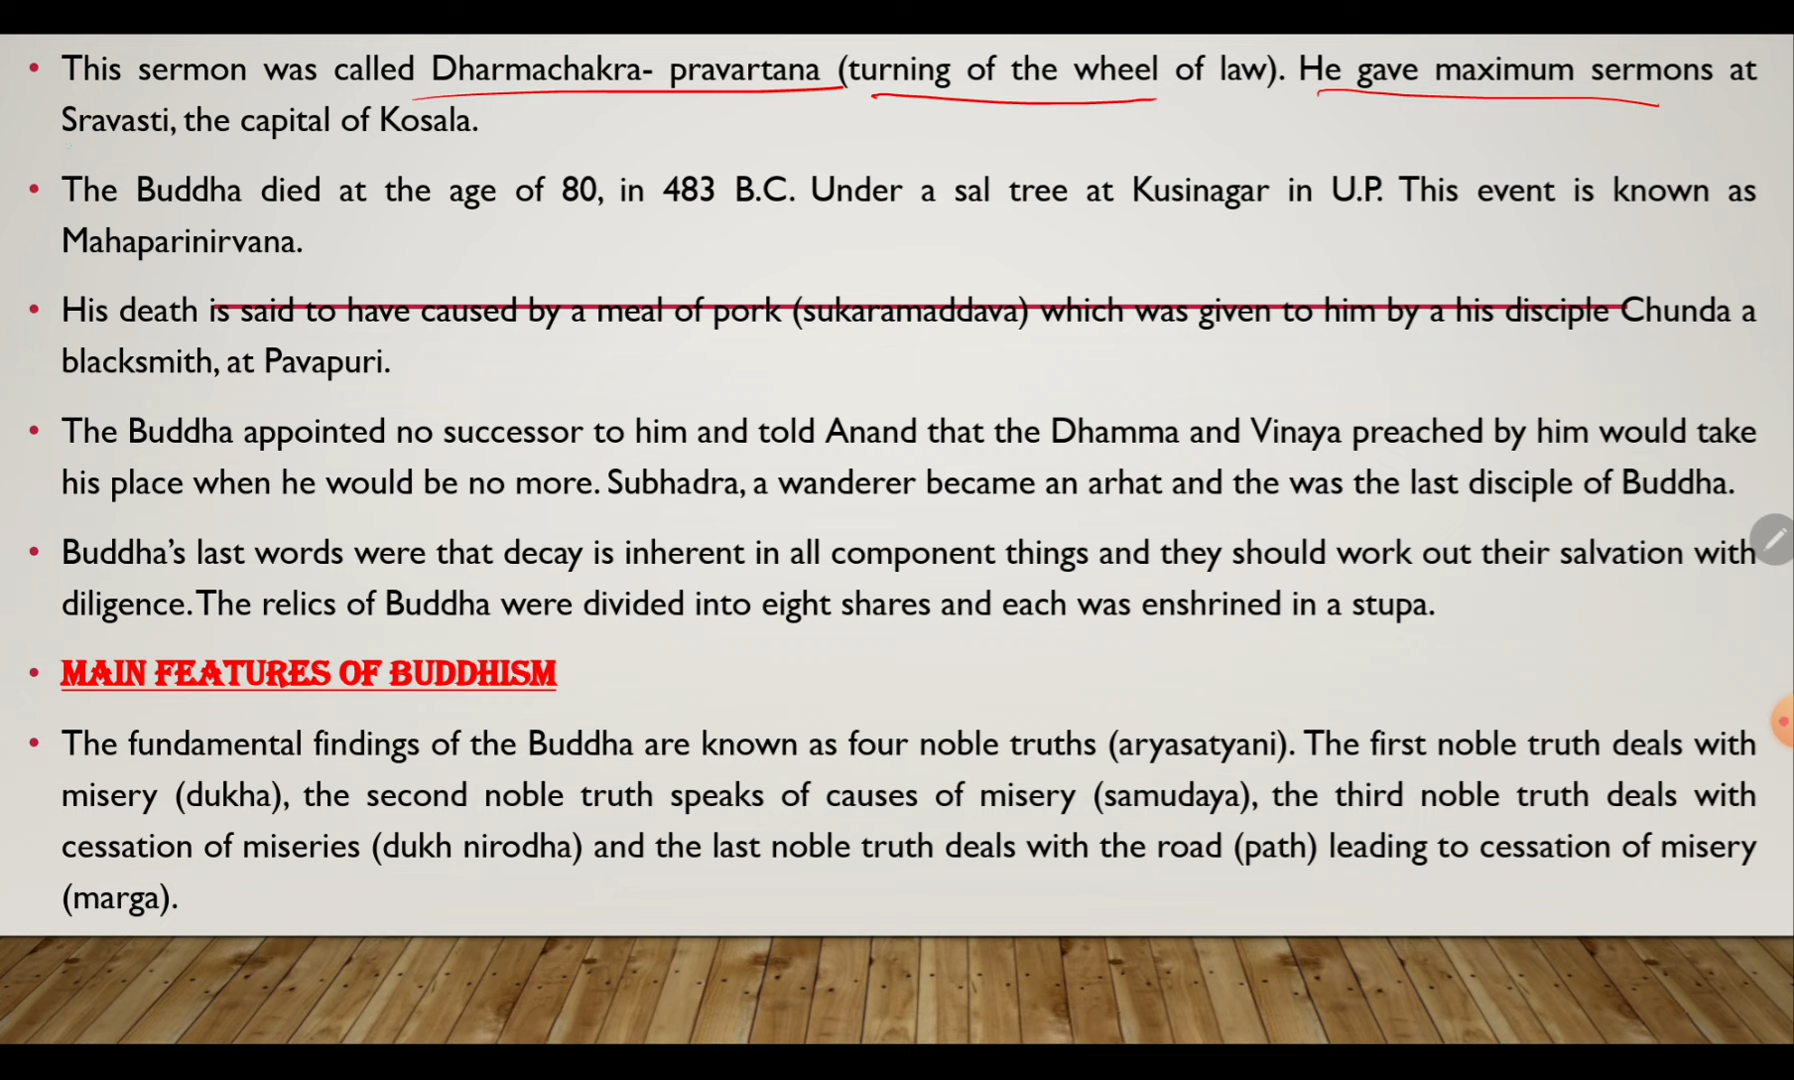 • This sermon was called Dharmachakra- pravartana (turning of the wheel of law). He gave maximum sermons at
Sravasti, the capital of Kosala.
• The Buddha died at the age of 80, in 483 B.C. Under a sal tree at Kusinagar in U.P. This event is known as
Mahaparinirvana.
• His death is said to have caused by a meal of pork (sukaramaddava) which was given to him by a his disciple Chunda a
blacksmith, at Pavapuri.
• The Buddha appointed no successor to him and told Anand that the Dhamma and Vinaya preached by him would take
his place when he would be no more. Subhadra, a wanderer became an arhat and the was the last disciple of Buddha.
• Buddha’s last words were that decay is inherent in all component things and they should work out their salvation with
diligence. The relics of Buddha were divided into eight shares and each was enshrined in a stupa.
• MAIN FEATURES OF BUDDHISM
• The fundamental findings of the Buddha are known as four noble truths (aryasatyani). The first noble truth deals with
misery (dukha), the second noble truth speaks of causes of misery (samudaya), the third noble truth deals with
cessation of miseries (dukh nirodha) and the last noble truth deals with the road (path) leading to cessation of misery
(marga).